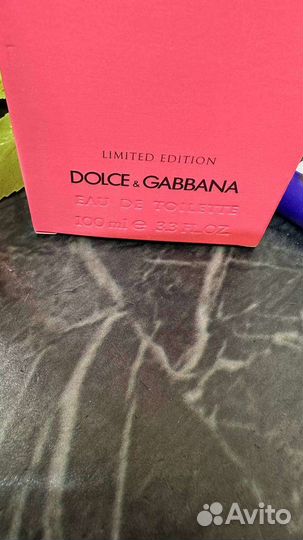 LIMITED EDITION
DOLCE & GABBANA
EAU DE TOILETTE
100 ml e 3.3 FL.OZ.
Avito